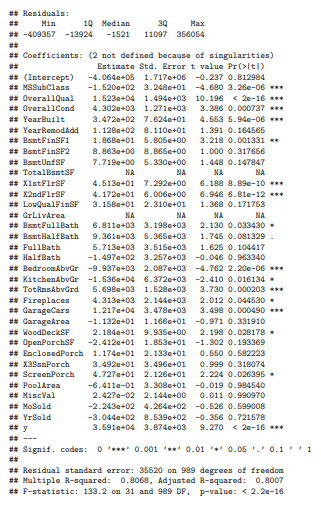 ## Residuals:
## Min 1Q Median 3Q Max
## -409357 -13924 -1521 11097 356054
##
## Coefficients: (2 not defined because of singularities)
## Estimate Std. Error t value Pr(>|t|)
## (Intercept) -4.064e+05 1.717e+06 -0.237 0.812984
## MSSubClass -1.520e+02 3.248e+01 -4.680 3.26e-06 ***
## OverallQual 1.523e+04 1.494e+03 10.196 < 2e-16 ***
## OverallCond 4.302e+03 1.271e+03 3.386 0.000737 ***
## YearBuilt 3.472e+02 7.624e+01 4.553 5.94e-06 ***
## YearRemodAdd 1.128e+02 8.110e+01 1.391 0.164565
## BsmtFinSF1 1.868e+01 5.805e+00 3.218 0.001331 **
## BsmtFinSF2 8.863e+00 8.865e+00 1.000 0.317656
## BsmtUnfSF 7.719e+00 5.330e+00 1.448 0.147847
## TotalBsmtSF NA NA NA NA
## X1stFlrSF 4.513e+01 7.292e+00 6.188 8.89e-10 ***
## X2ndFlrSF 4.172e+01 6.006e+00 6.946 6.81e-12 ***
## LowQualFinSF 3.158e+01 2.310e+01 1.368 0.171753
## GrLivArea NA NA NA NA
## BsmtFullBath 6.811e+03 3.198e+03 2.130 0.033430 *
## BsmtHalfBath 9.361e+03 5.365e+03 1.745 0.081329 .
## FullBath 5.713e+03 3.515e+03 1.625 0.104417
## HalfBath -1.497e+02 3.257e+03 -0.046 0.963340
## BedroomAbvGr -9.937e+03 2.087e+03 -4.762 2.20e-06 ***
## KitchenAbvGr -1.536e+04 6.372e+03 -2.410 0.016134 *
## TotRmsAbvGrd 5.698e+03 1.528e+03 3.730 0.000203 ***
## Fireplaces 4.313e+03 2.144e+03 2.012 0.044530 *
## GarageCars 1.217e+04 3.478e+03 3.498 0.000490 ***
## GarageArea -1.132e+01 1.166e+01 -0.971 0.331910
## WoodDeckSF 2.184e+01 9.935e+00 2.198 0.028178 *
## OpenPorchSF -2.412e+01 1.853e+01 -1.302 0.193369
## EnclosedPorch 1.174e+01 2.133e+01 0.550 0.582223
## X3SsnPorch 3.492e+01 3.496e+01 0.999 0.318074
## ScreenPorch 4.727e+01 2.126e+01 2.224 0.026395 *
## PoolArea -6.411e-01 3.308e+01 -0.019 0.984540
## MiscVal 2.427e-02 2.144e+00 0.011 0.990970
## MoSold -2.243e+02 4.264e+02 -0.526 0.599008
## YrSold -3.044e+02 8.539e+02 -0.356 0.721578
## y 3.591e+04 3.874e+03 9.270 < 2e-16 ***
## ---
## Signif. codes: 0 '***' 0.001 '**' 0.01 '*' 0.05 '.' 0.1 ' ' 1
##
## Residual standard error: 35520 on 989 degrees of freedom
## Multiple R-squared: 0.8068, Adjusted R-squared: 0.8007
## F-statistic: 133.2 on 31 and 989 DF, p-value: < 2.2e-16